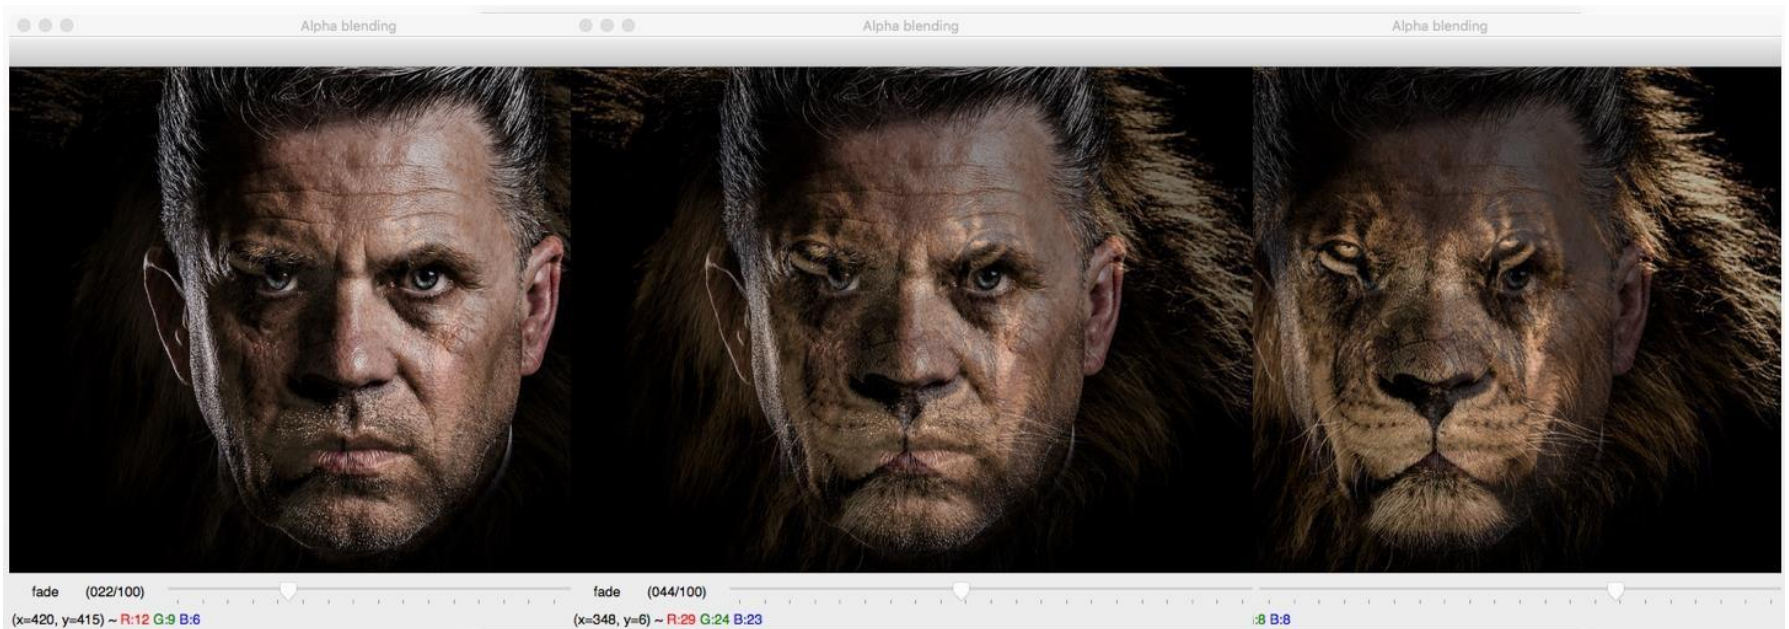 Alpha blending
Alpha blending
Alpha blending
fade (022/100)
(x=420, y=415) ~ R:12 G:9 B:6
fade (044/100)
(x=348, y=6) ~ R:29 G:24 B:23
:8 B:8